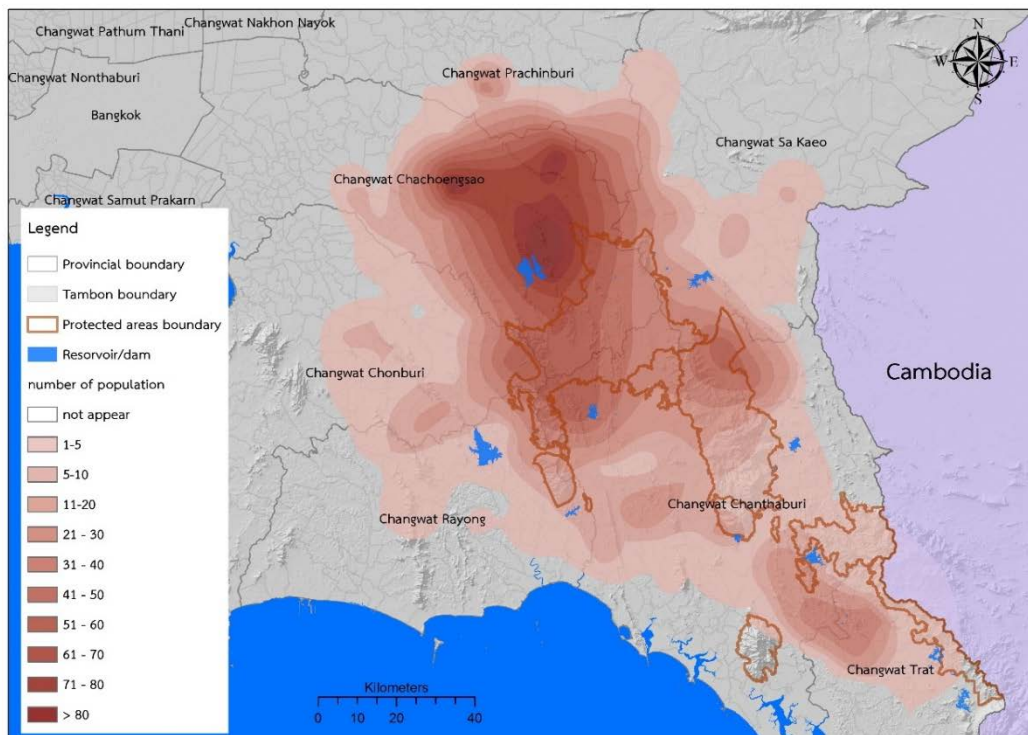 Changwat Nakhon Nayok
Changwat Pathum Thani
Changwat Nonthaburi
Bangkok
Changwat Samut Prakarn
Changwat Prachinburi
Changwat Sa Kaeo
Changwat Chachoengsao
N
W E
S
Cambodia
Changwat Chonburi
Changwat Rayong
Changwat Chanthaburi
Changwat Trat
Legend
Provincial boundary
Tambon boundary
Protected areas boundary
Reservoir/dam
number of population
not appear
1-5
5-10
11-20
21 - 30
31 - 40
41 - 50
51 - 60
61 - 70
71 - 80
> 80
Kilometers
0 10 20 40